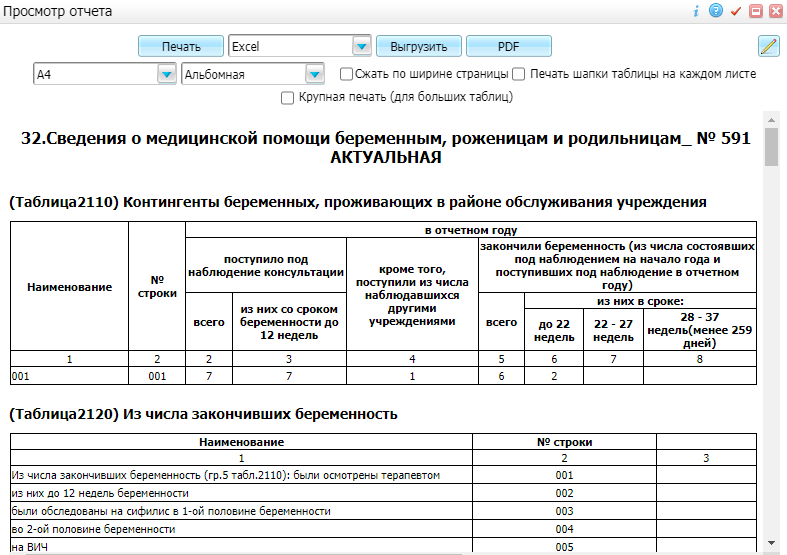 Просмотр отчета
Печать Excel Выгрузить PDF
A4 Альбомная Сжать по ширине страницы Печать шапки таблицы на каждом листе
Крупная печать (для больших таблиц)
32.Сведения о медицинской помощи беременным, роженицам и родильницам_ № 591
АКТУАЛЬНАЯ
(Таблица2110) Контингенты беременных, проживающих в районе обслуживания учреждения
Наименование
№
строки
в отчетном году
поступило под
наблюдение консультации
всего
из них со сроком
беременности до
12 недель
кроме того,
поступили из числа
наблюдавшихся
другими
учреждениями
закончили беременность (из числа состоявших
под наблюдением на начало года и
поступивших под наблюдение в отчетном
году)
всего
из них в сроке:
до 22
недель
22 - 27
недель
28 - 37
недель(менее 259
дней)
1 2 2 3 4 5 6 7 8
001 001 7 7 1 6 2
(Таблица2120) Из числа закончивших беременность
Наименование № строки
1 2 3
Из числа закончивших беременность (гр.5 табл.2110): были осмотрены терапевтом 001
из них до 12 недель беременности 002
были обследованы на сифилис в 1-ой половине беременности 003
во 2-ой половине беременности 004
на ВИЧ 005